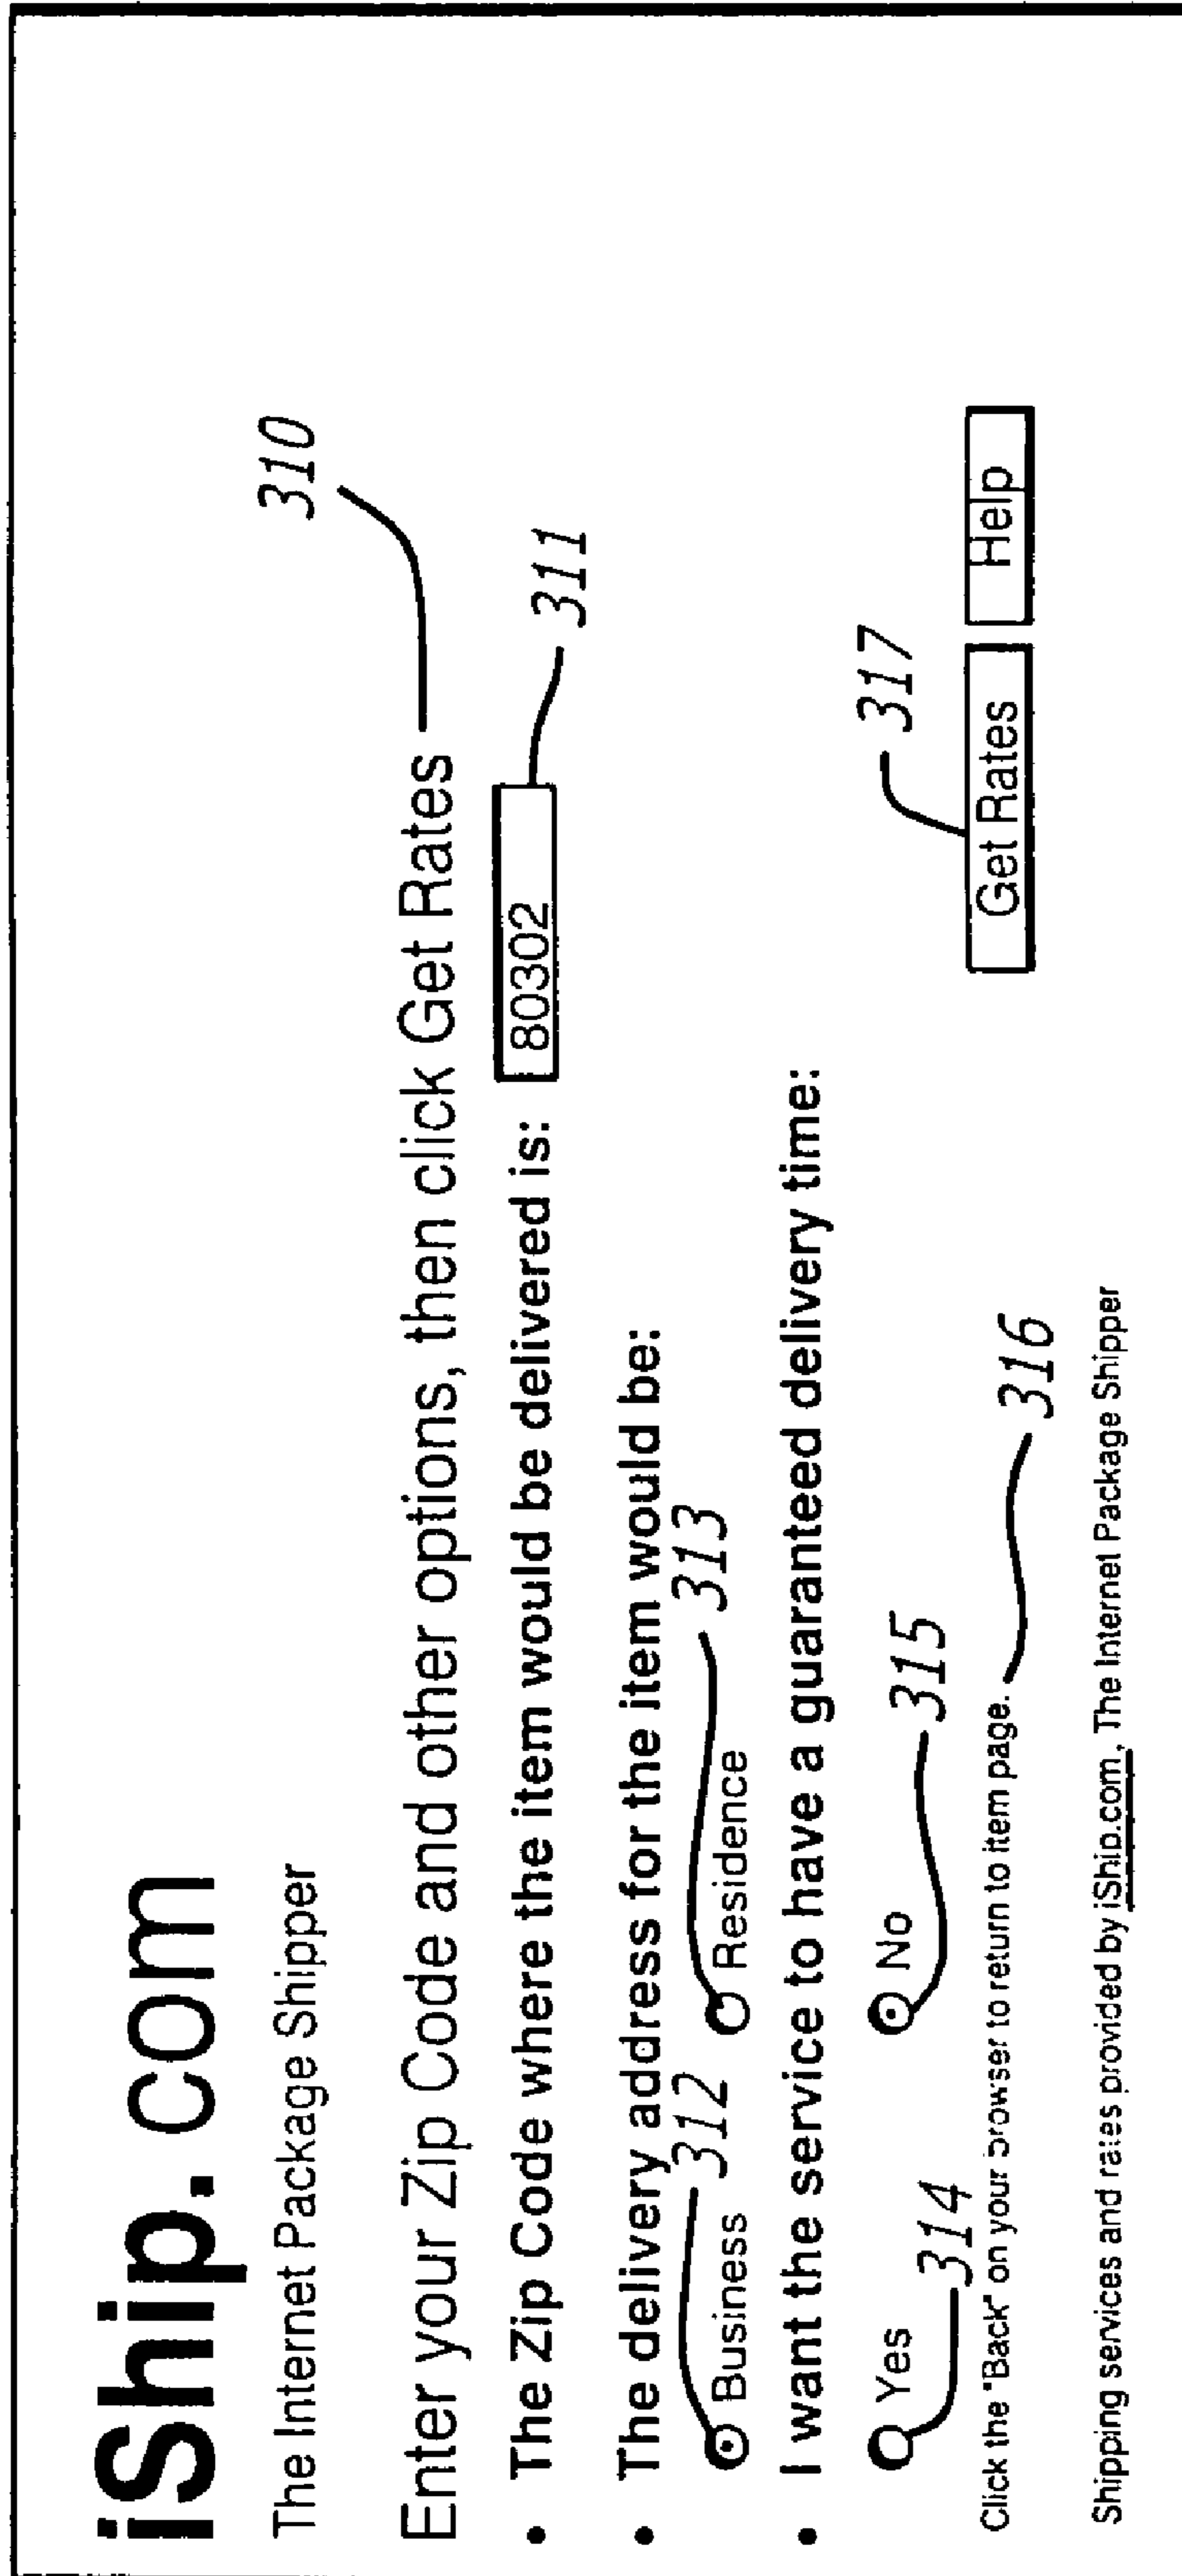 iShip. com
The Internet Package Shipper
310
Enter your Zip Code and other options, then click Get Rates
• The Zip Code where the item would be delivered is: 80302 311
• The delivery address for the item would be:
312 313
Business Residence
• I want the service to have a guaranteed delivery time:
Yes No
314 315 317
Click the "Back" on your browser to return to item page. 316 Get Rates Help
Shipping services and rates provided by iShip.com, The Internet Package Shipper